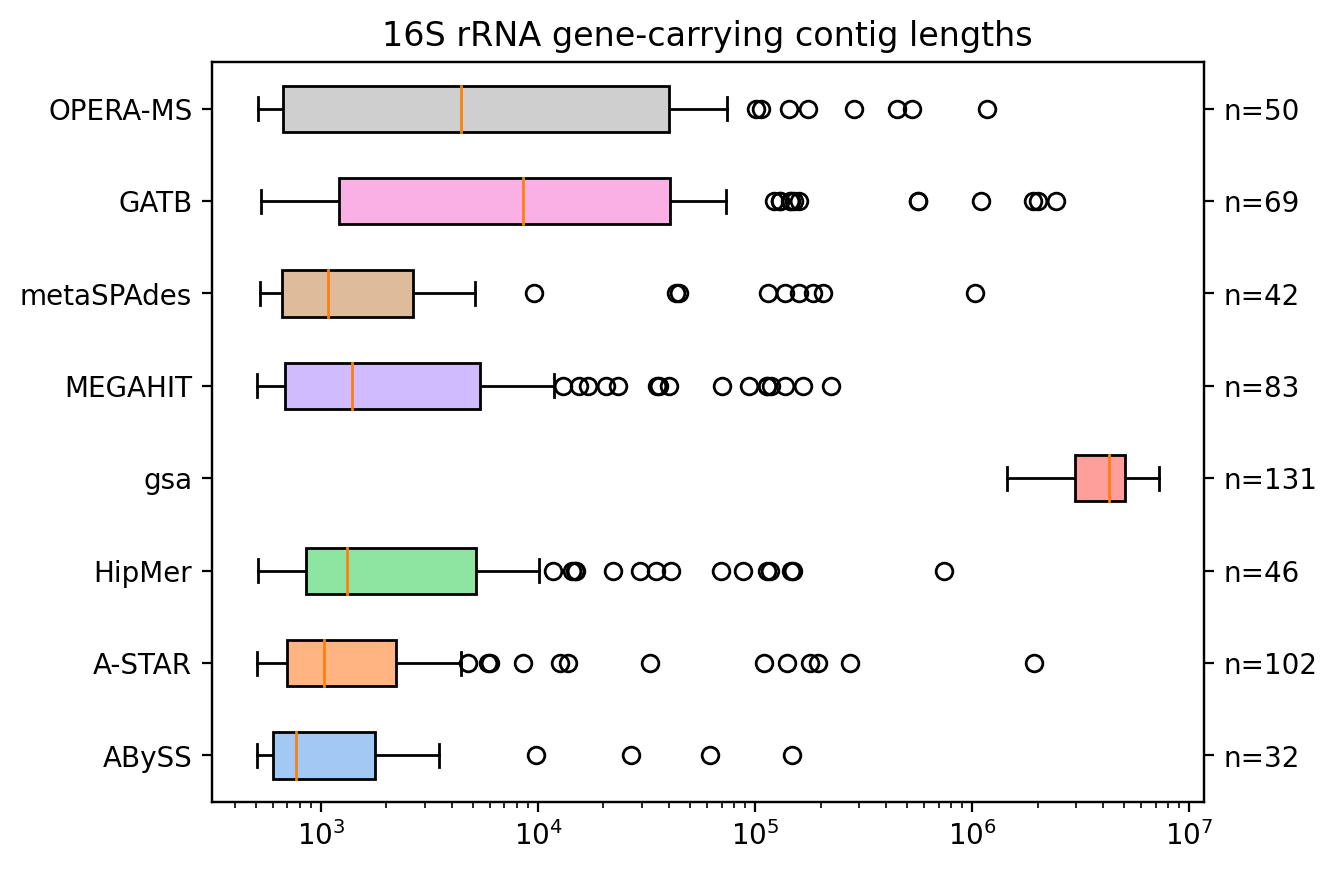 16S rRNA gene-carrying contig lengths
OPERA-MS n=50
GATB n=69
metaSPAdes n=42
MEGAHIT n=83
gsa n=131
HipMer n=46
A-STAR n=102
ABySS n=32
10³ 10⁴ 10⁵ 10⁶ 10⁷